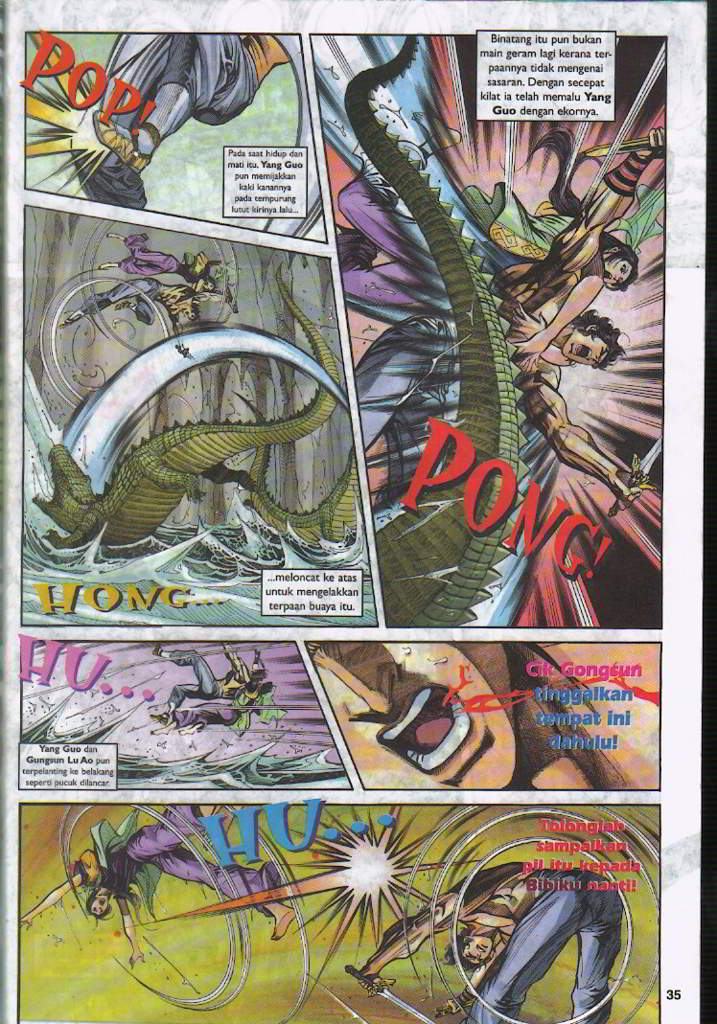 POP!
Pada saat hidup dan
mati itu, Yang Guo
pun memijakkan
kaki kanannya
pada tempurung
lutut kirinya lalu...
Binatang itu pun bukan
main geram lagi kerana ter-
paannya tidak mengenai
sasaran. Dengan secepat
kilat ia telah memalu Yang
Guo dengan ekornya.
PONG!
HONG...
...meloncat ke atas
untuk mengelakkan
terpaan buaya itu.
HU...
Yang Guo dan
Gungsun Lu Ao pun
terpelanting ke belakang
seperti pucuk dilancar.
Cik Gongsun
tinggalkan
tempat ini
dahulu!
HU...
Tolonglah
sampaikan
pil itu kepada
Bibiku nanti!
35